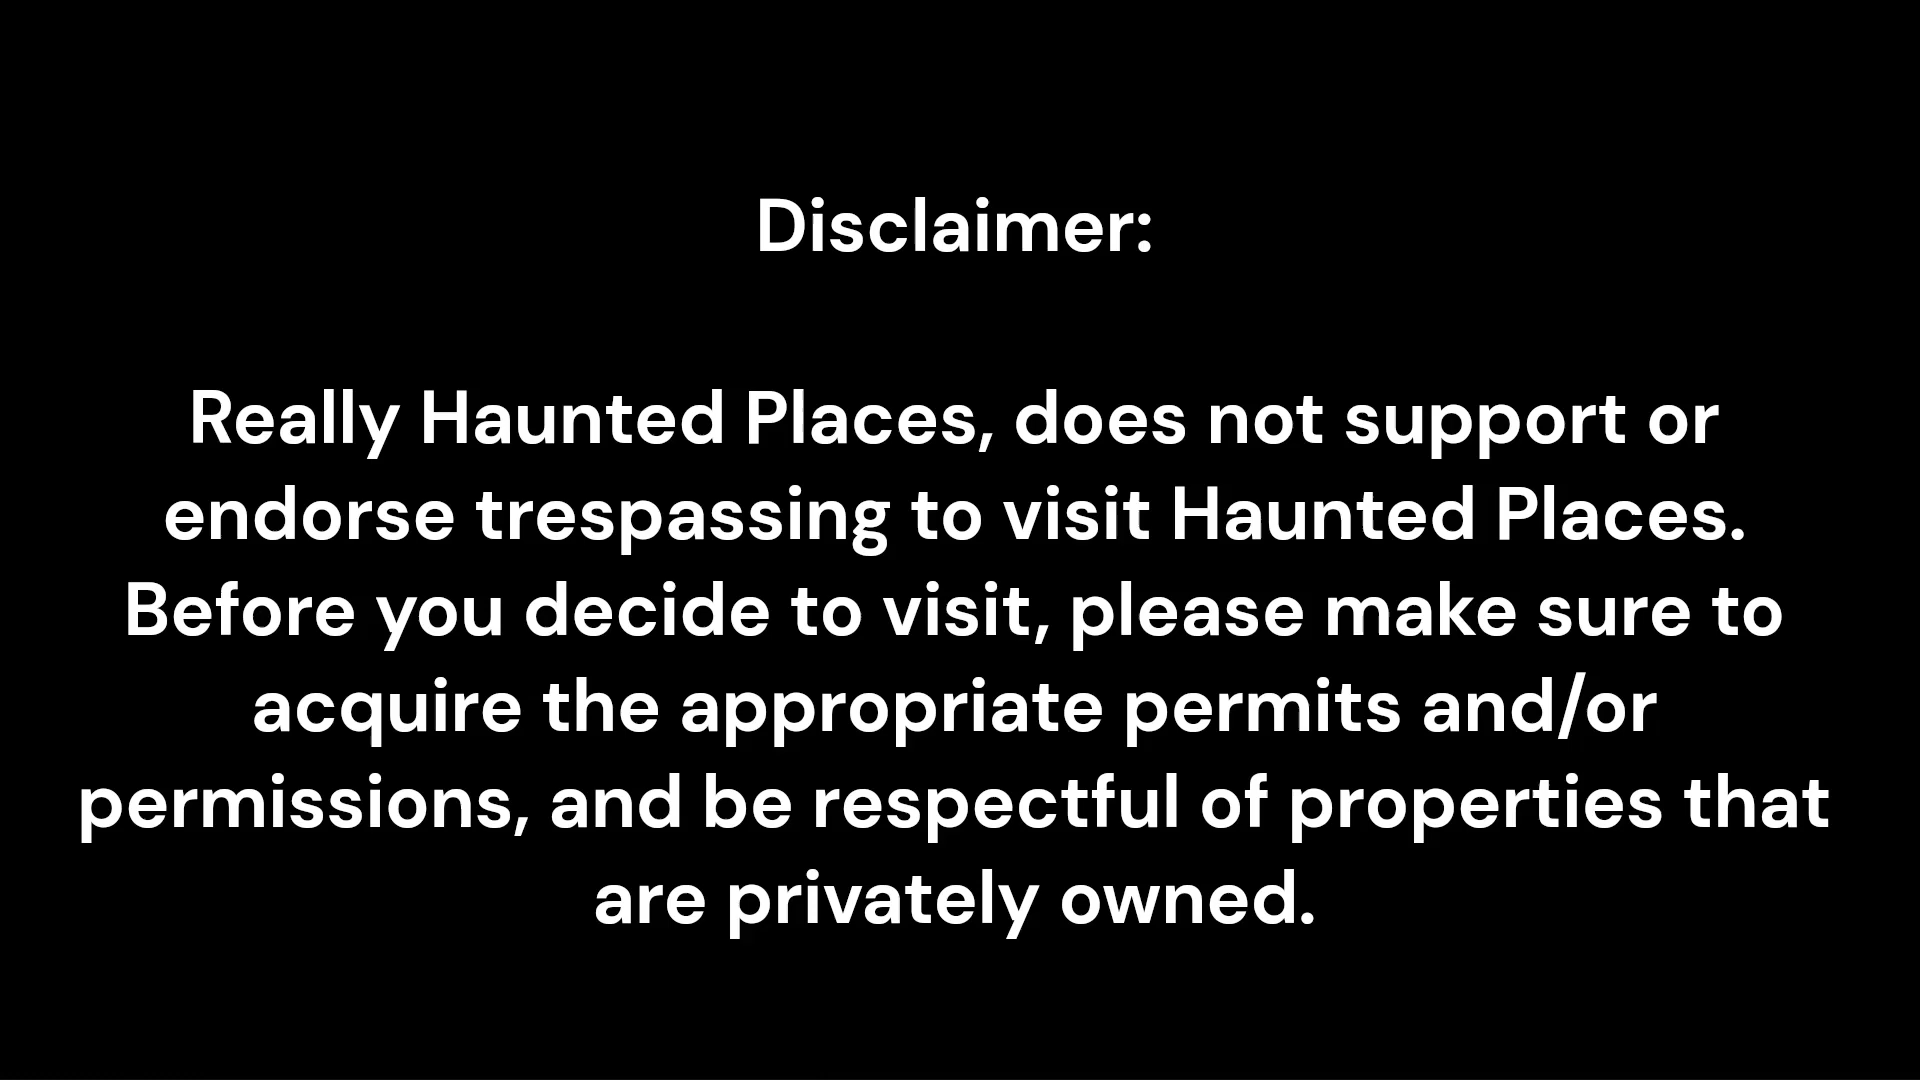 Disclaimer:
Really Haunted Places, does not support or
endorse trespassing to visit Haunted Places.
Before you decide to visit, please make sure to
acquire the appropriate permits and/or
permissions, and be respectful of properties that
are privately owned.